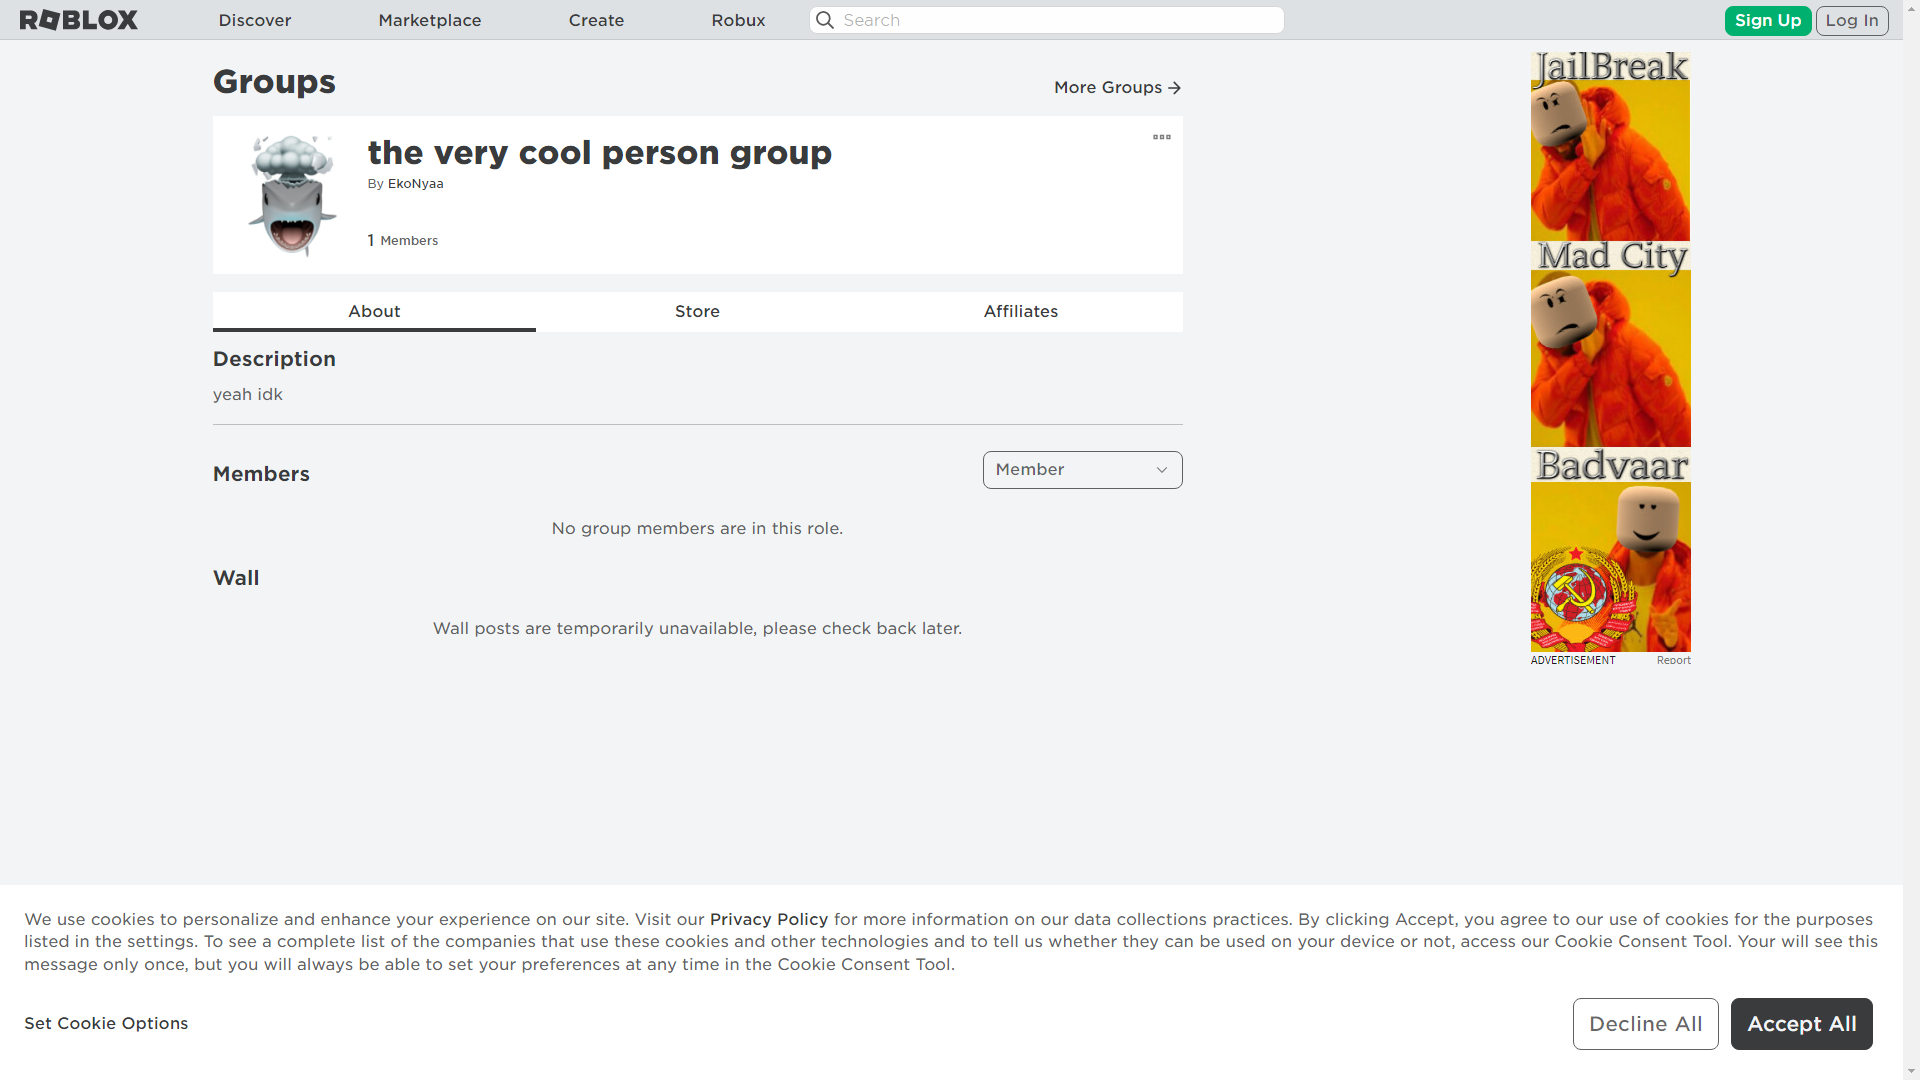 ROBLOX
Discover
Marketplace
Create
Robux
Search
Sign Up
Log In
Groups
More Groups
the very cool person group
By EkoNyaa
1 Members
About
Store
Affiliates
Description
yeah idk
Members
Member
No group members are in this role.
Wall
Wall posts are temporarily unavailable, please check back later.
JailBreak
Mad City
Badvaar
ADVERTISEMENT
Report
We use cookies to personalize and enhance your experience on our site. Visit our Privacy Policy for more information on our data collections practices. By clicking Accept, you agree to our use of cookies for the purposes
listed in the settings. To see a complete list of the companies that use these cookies and other technologies and to tell us whether they can be used on your device or not, access our Cookie Consent Tool. Your will see this
message only once, but you will always be able to set your preferences at any time in the Cookie Consent Tool.
Set Cookie Options
Decline All
Accept All